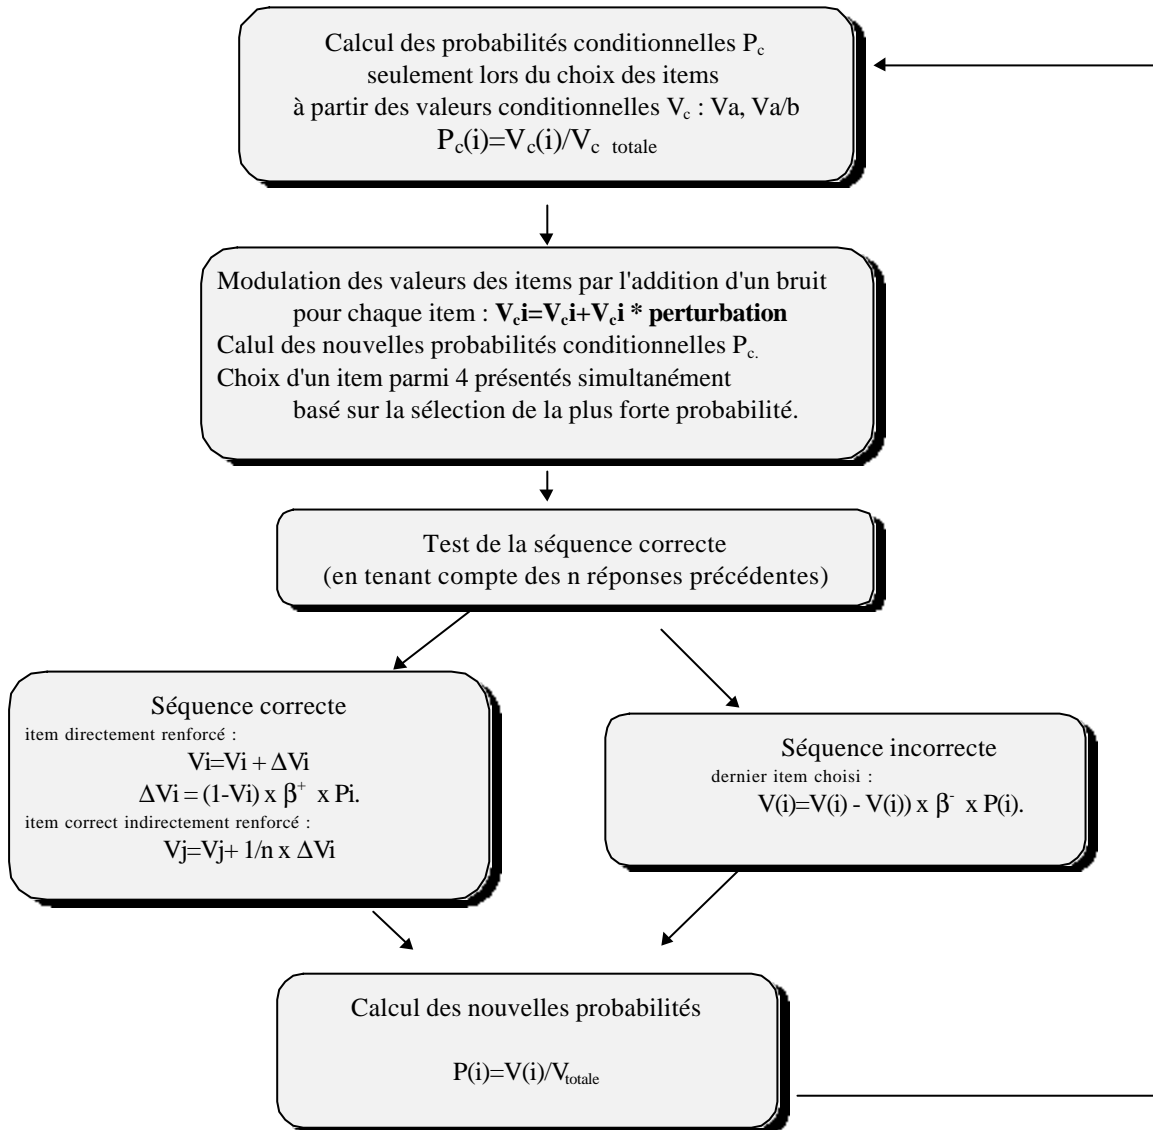 Calcul des probabilités conditionnelles Pc
seulement lors du choix des items
à partir des valeurs conditionnelles Vc : Va, Va/b
Pc(i)=Vc(i)/Vc totale
Modulation des valeurs des items par l'addition d'un bruit
pour chaque item : Vci=Vci+Vci * perturbation
Calul des nouvelles probabilités conditionnelles Pc.
Choix d'un item parmi 4 présentés simultanément
basé sur la sélection de la plus forte probabilité.
Test de la séquence correcte
(en tenant compte des n réponses précédentes)
Séquence correcte
item directement renforcé :
Vi=Vi + ΔVi
ΔVi = (1-Vi) x β+ x Pi.
item correct indirectement renforcé :
Vj=Vj+ 1/n x ΔVi
Séquence incorrecte
dernier item choisi :
V(i)=V(i) - V(i)) x β- x P(i).
Calcul des nouvelles probabilités
P(i)=V(i)/Vtotale